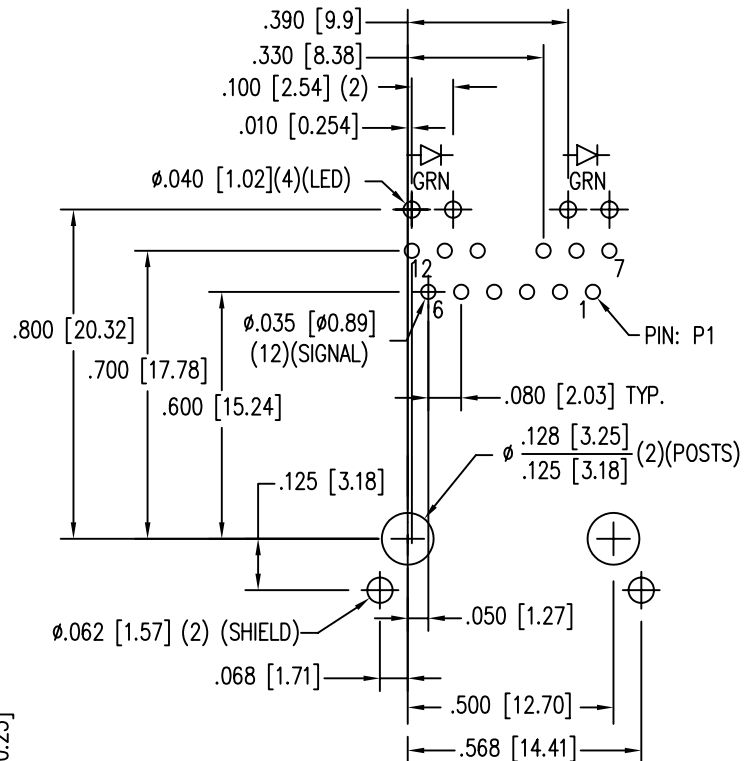 .390 [9.9]
.330 [8.38]
.100 [2.54] (2)
.010 [0.254]
GRN GRN
ø.040 [1.02](4)(LED)
12 7
6 1
.800 [20.32]
ø.035 [ø0.89]
(12)(SIGNAL)
PIN: P1
.700 [17.78]
.600 [15.24]
.080 [2.03] TYP.
ø .128 [3.25]
.125 [3.18] (2)(POSTS)
.125 [3.18]
ø.062 [1.57] (2) (SHIELD)
.050 [1.27]
.068 [1.71]
.500 [12.70]
.568 [14.41]